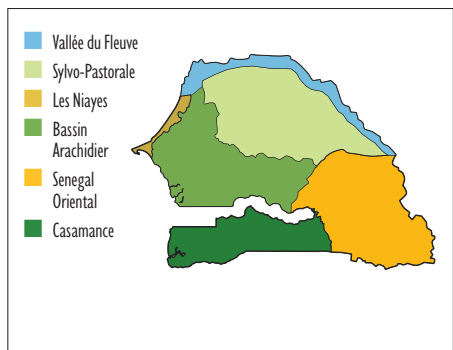 Vallée du Fleuve
Sylvo-Pastorale
Les Niayes
Bassin
Arachidier
Senegal
Oriental
Casamance